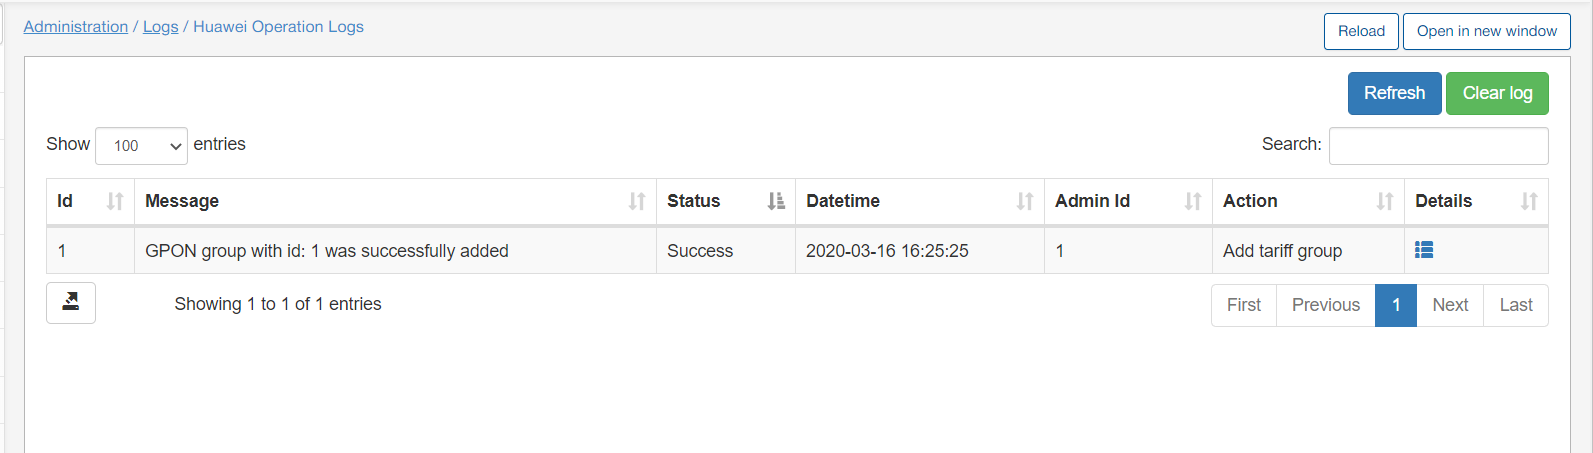 Administration / Logs / Huawei Operation Logs
Reload Open in new window
Refresh Clear log
Show 100 entries Search:
Id Message Status Datetime Admin Id Action Details
1 GPON group with id: 1 was successfully added Success 2020-03-16 16:25:25 1 Add tariff group
Showing 1 to 1 of 1 entries First Previous 1 Next Last